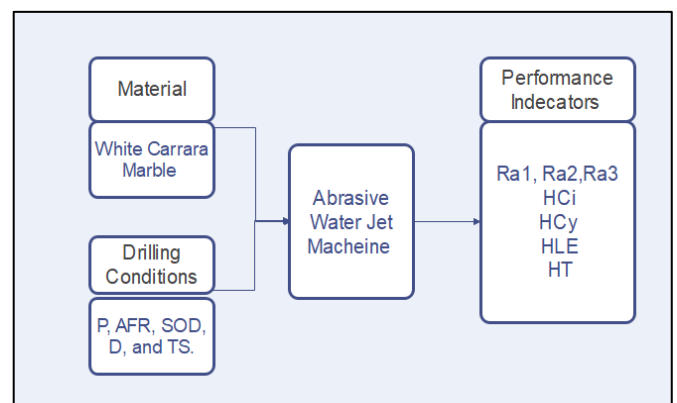 Material
White Carrara
Marble
Drilling
Conditions
P, AFR, SOD,
D, and TS.
Abrasive
Water Jet
Macheine
Performance
Indecators
Ra1, Ra2,Ra3
HCi
HCy
HLE
HT